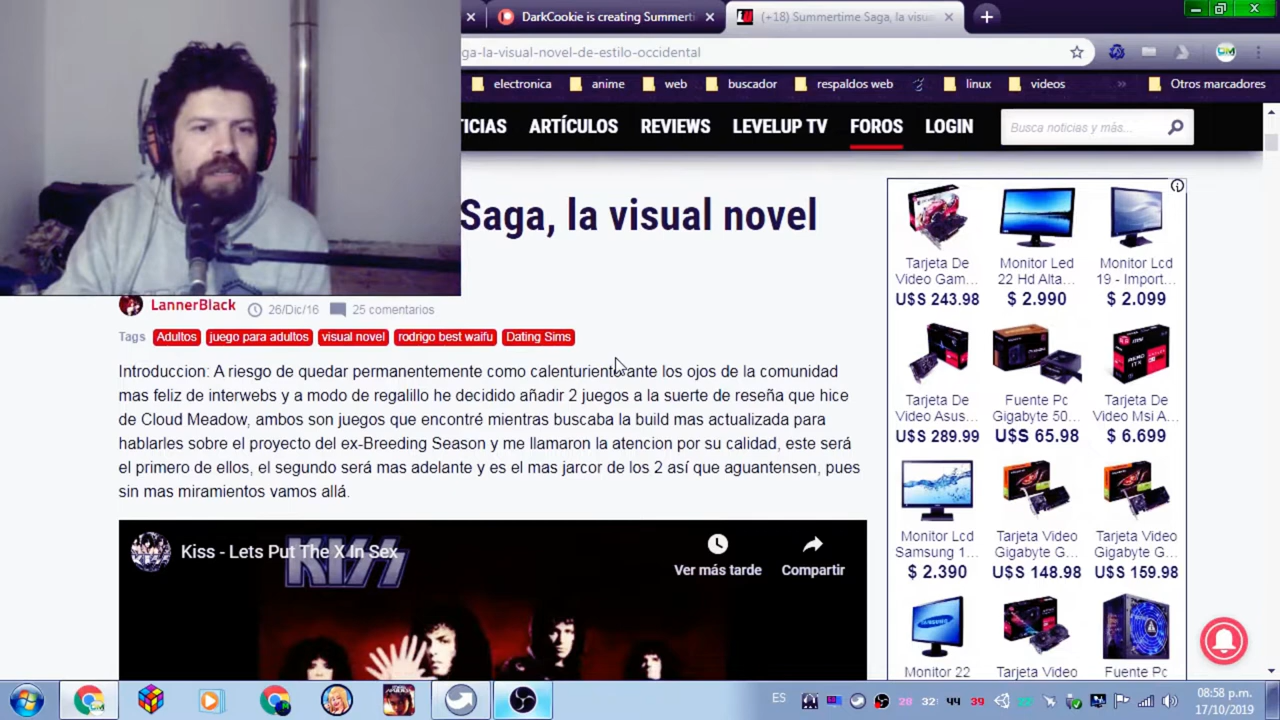 DarkCookie is creating Summerti
(+18) Summertime Saga, la visua
ga-la-visual-novel-de-estilo-occidental
electronica
anime
web
buscador
respaldos web
linux
videos
»
Otros marcadores
TICIAS
ARTÍCULOS
REVIEWS
LEVELUP TV
FOROS
LOGIN
Busca noticias y más...
Saga, la visual novel
LannerBlack
26/Dic/16
25 comentarios
Tags
Adultos
juego para adultos
visual novel
rodrigo best waifu
Dating Sims
Introduccion: A riesgo de quedar permanentemente como calenturient ante los ojos de la comunidad
mas feliz de interwebs y a modo de regalillo he decidido añadir 2 juegos a la suerte de reseña que hice
de Cloud Meadow, ambos son juegos que encontré mientras buscaba la build mas actualizada para
hablarles sobre el proyecto del ex-Breeding Season y me llamaron la atencion por su calidad, este será
el primero de ellos, el segundo será mas adelante y es el mas jarcor de los 2 así que aguantensen, pues
sin mas miramientos vamos allá.
Kiss - Lets Put The X In Sex
KISS
Ver más tarde
Compartir
Tarjeta De
Video Gam...
U$S 243.98
Monitor Led
22 Hd Alta...
$ 2.990
Monitor Lcd
19 - Import...
$ 2.099
Tarjeta De
Video Asus...
U$S 289.99
Fuente Pc
Gigabyte 50...
U$S 65.98
Tarjeta De
Video Msi A...
$ 6.699
Monitor Lcd
Samsung 1...
$ 2.390
Tarjeta Video
Gigabyte G...
U$S 148.98
Tarjeta Video
Gigabyte G...
U$S 159.98
Monitor 22
Tarjeta Video
Fuente Pc
ES
28
32
44
39
08:58 p.m.
17/10/2019